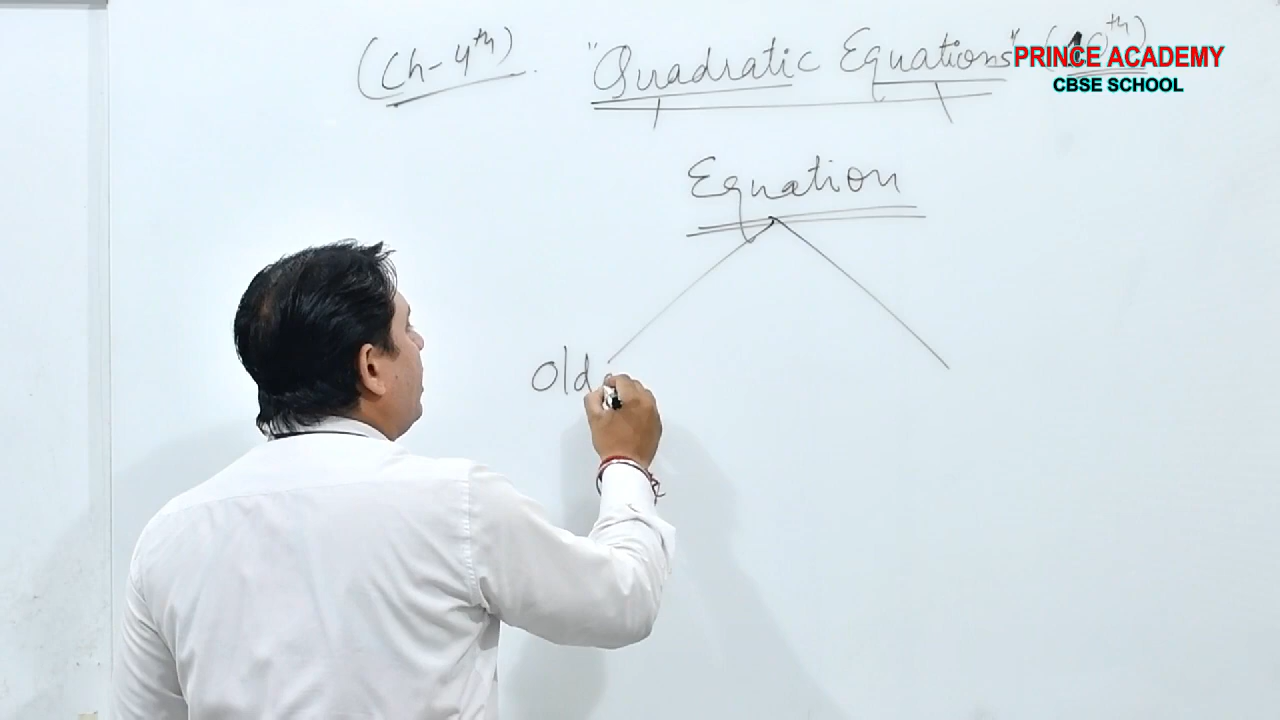 (Ch-4th) "Quadratic Equations" (10th)
PRINCE ACADEMY
CBSE SCHOOL
Equation
Old